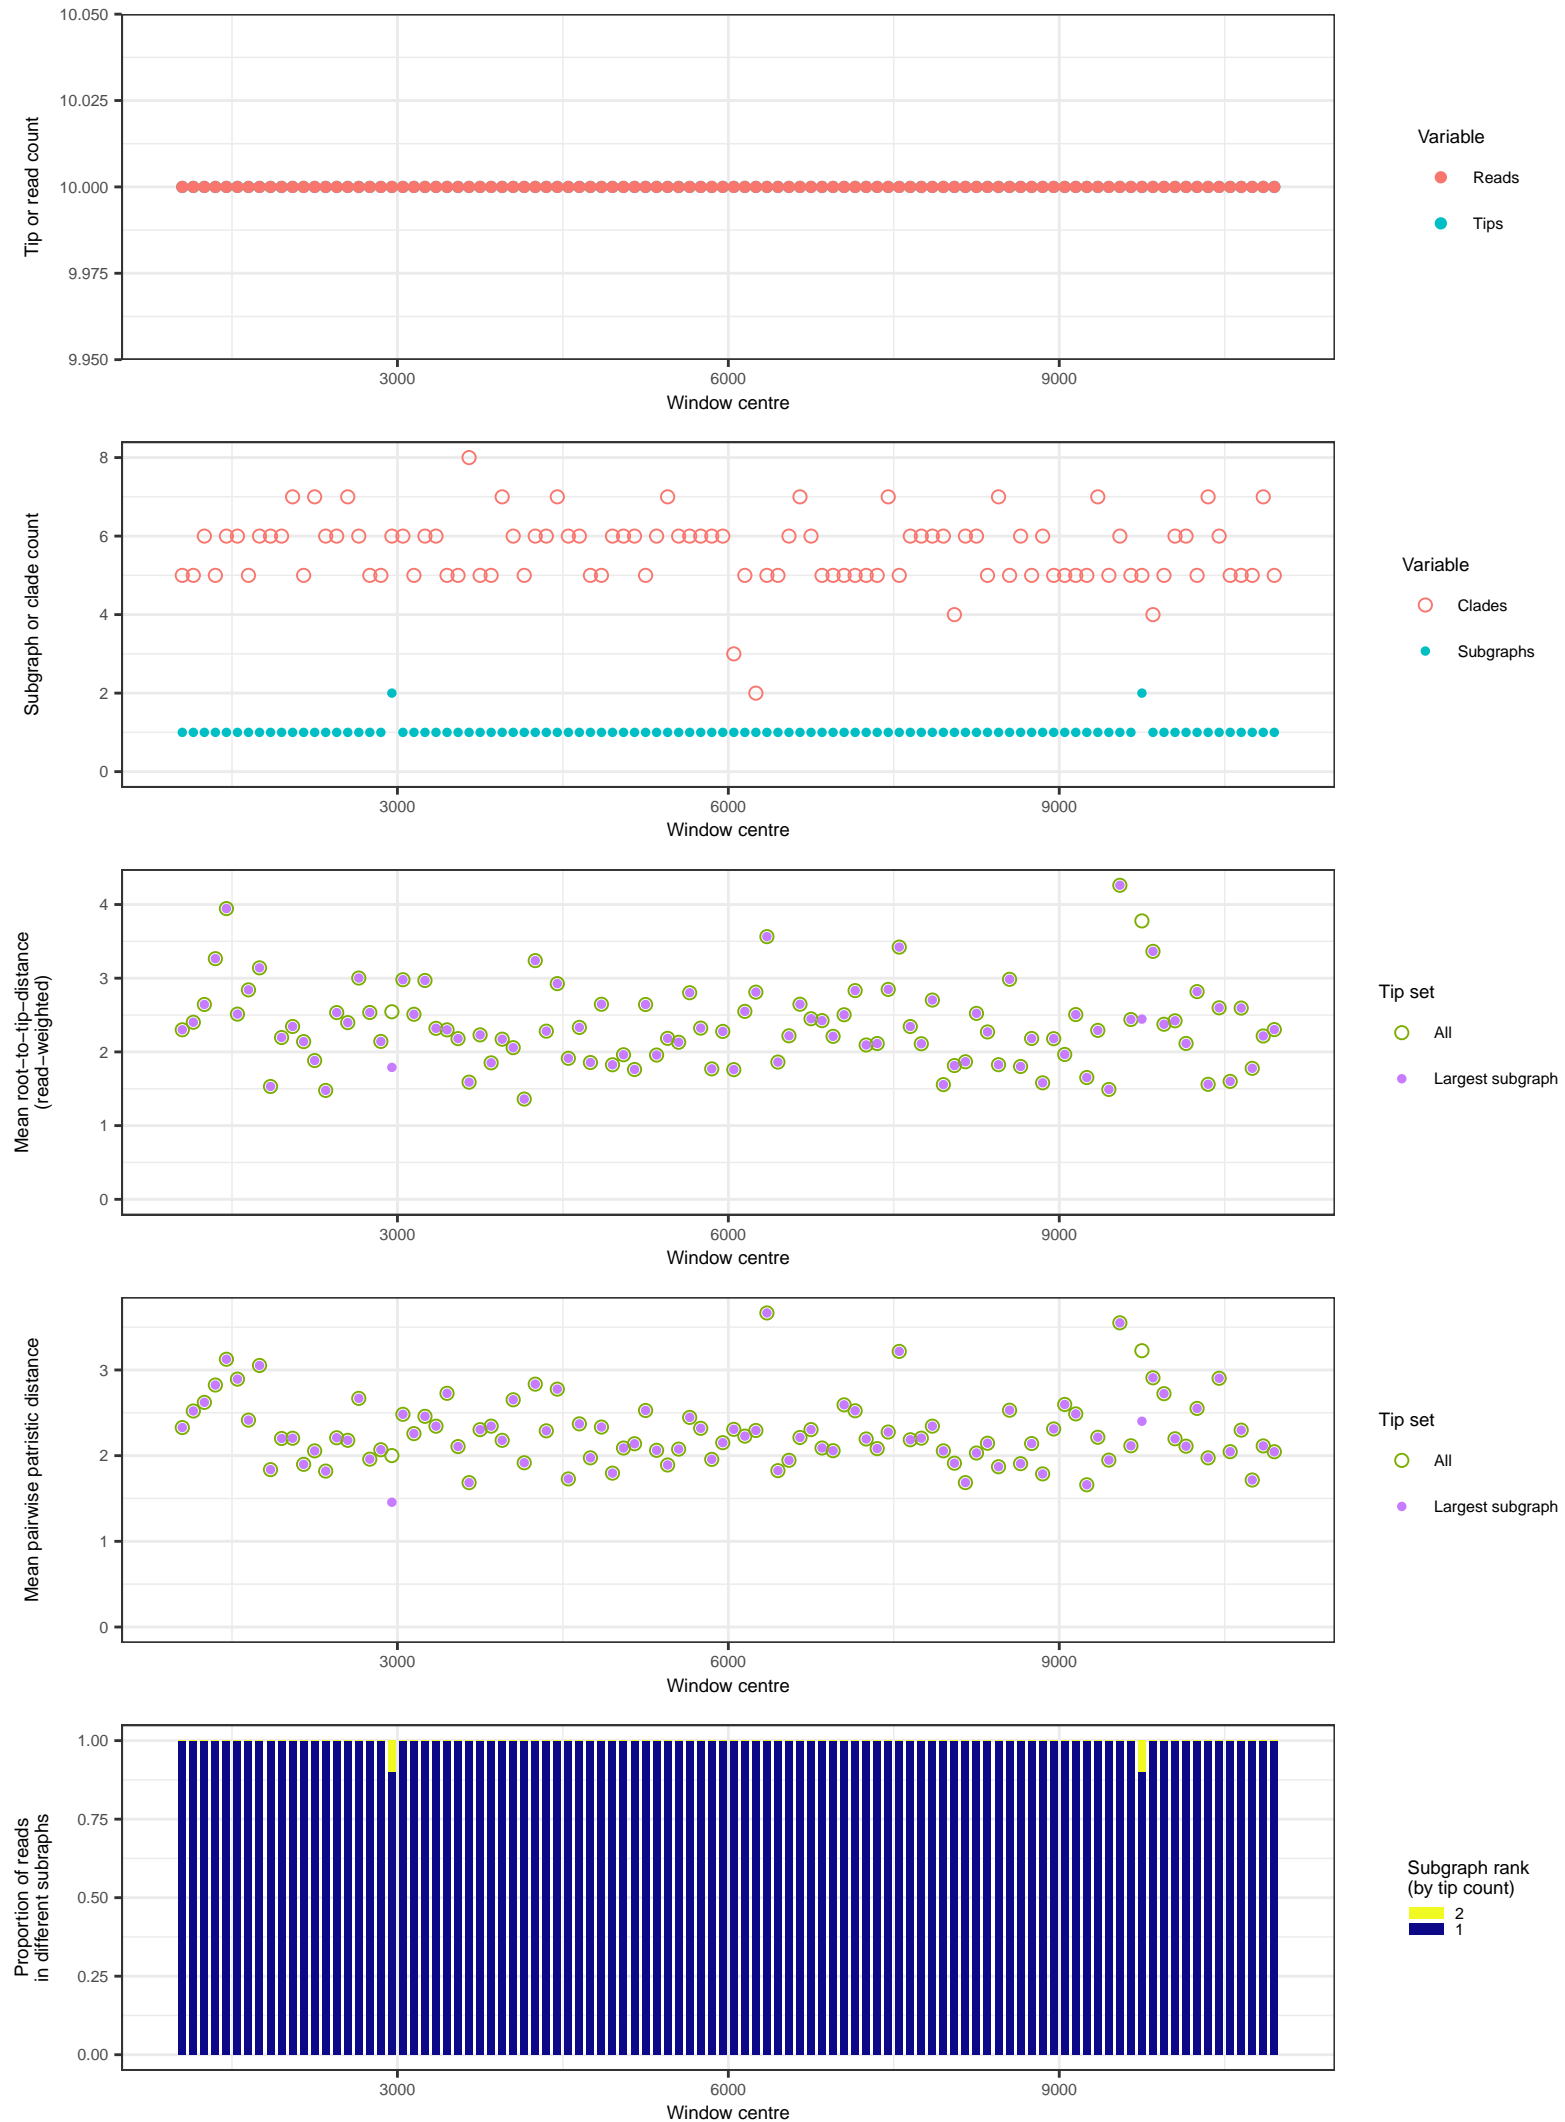 10.050
10.025
10.000
9.975
9.950
Tip or read count
3000
6000
9000
Window centre
Variable
Reads
Tips
8
6
4
2
0
Subgraph or clade count
3000
6000
9000
Window centre
Variable
Clades
Subgraphs
4
3
2
1
0
Mean root−to−tip−distance
(read−weighted)
3000
6000
9000
Window centre
Tip set
All
Largest subgraph
3
2
1
0
Mean pairwise patristic distance
3000
6000
9000
Window centre
Tip set
All
Largest subgraph
1.00
0.75
0.50
0.25
0.00
Proportion of reads
in different subraphs
3000
6000
9000
Window centre
Subgraph rank
(by tip count)
2
1